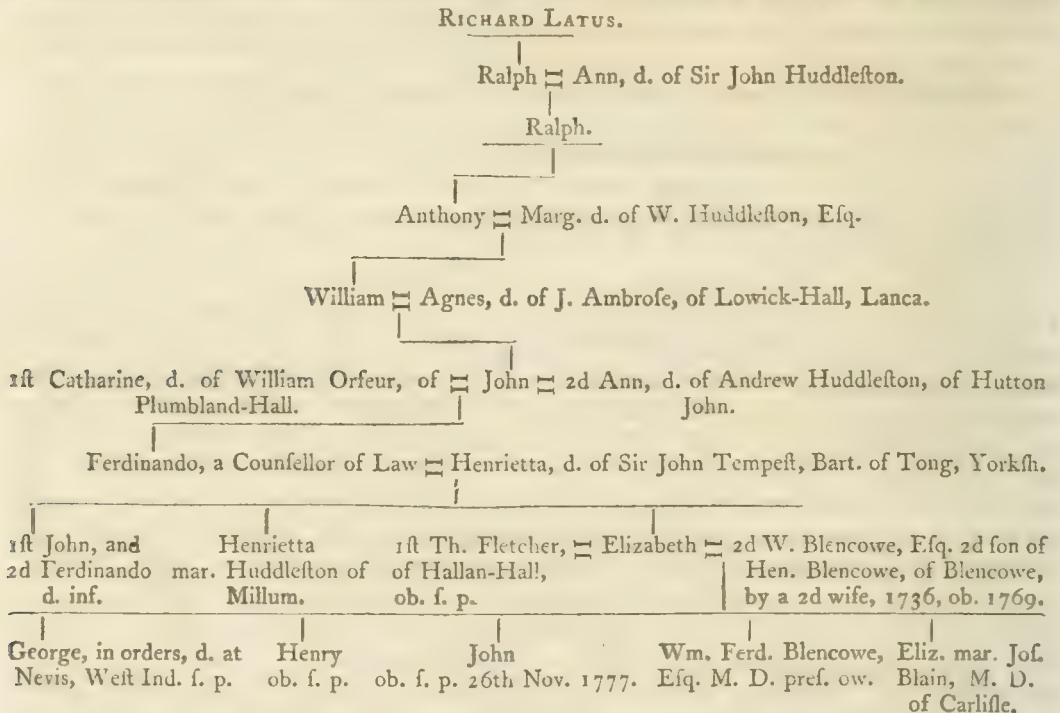 RICHARD LATUS.
Ralph Ann, d. of Sir John Huddleſton.
Ralph.
Anthony Marg. d. of W. Huddleſton, Eſq.
William Agnes, d. of J. Ambroſe, of Lowick-Hall, Lanca.
1ſt Catharine, d. of William Orfeur, of John 2d Ann, d. of Andrew Huddleſton, of Hutton
Plumbland-Hall. John.
Ferdinando, a Counſellor of Law Henrietta, d. of Sir John Tempeſt, Bart. of Tong, Yorkſh.
1ſt John, and Henrietta 1ſt Th. Fletcher, Elizabeth 2d W. Blencowe, Eſq. 2d ſon of
2d Ferdinando mar. Huddleſton of of Hallan-Hall, Hen. Blencowe, of Blencowe,
d. inf. Millum. ob. ſ. p. by a 2d wife, 1736, ob. 1769.
George, in orders, d. at Henry John Wm. Ferd. Blencowe, Eliz. mar. Joſ.
Nevis, Weſt Ind. ſ. p. ob. ſ. p. ob. ſ. p. 26th Nov. 1777. Eſq. M. D. preſ. ow. Blain, M. D.
of Carliſle.